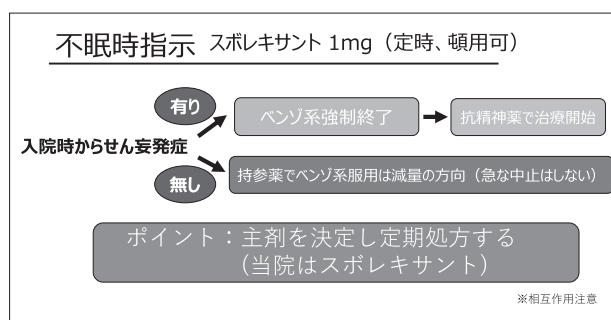 不眠時指示 スボレキサント 1mg（定時、頓用可）
有り
ベンゾ系強制終了
抗精神薬で治療開始
入院時からせん妄発症
無し
持参薬でベンゾ系服用は減量の方向（急な中止はしない）
ポイント：主剤を決定し定期処方する
（当院はスボレキサント）
※相互作用注意